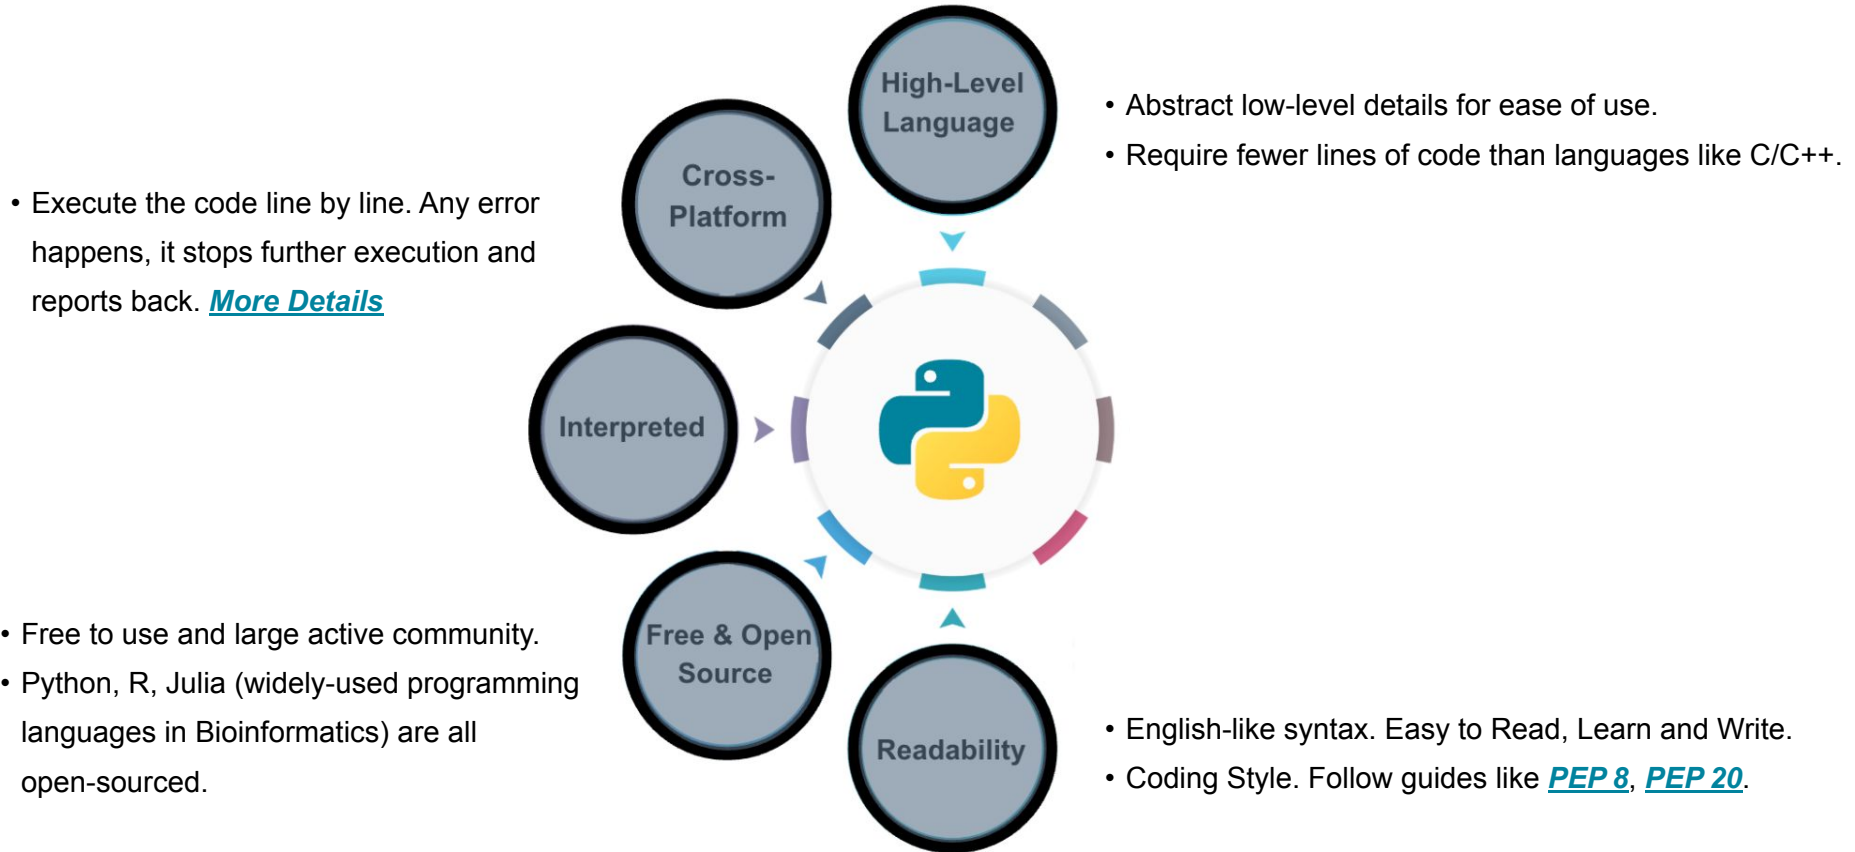 High-Level
Language
• Abstract low-level details for ease of use.
• Require fewer lines of code than languages like C/C++.
Cross-
Platform
• Execute the code line by line. Any error
happens, it stops further execution and
reports back. More Details
Interpreted
• Free to use and large active community.
• Python, R, Julia (widely-used programming
languages in Bioinformatics) are all
open-sourced.
Free & Open
Source
Readability
• English-like syntax. Easy to Read, Learn and Write.
• Coding Style. Follow guides like PEP 8, PEP 20.